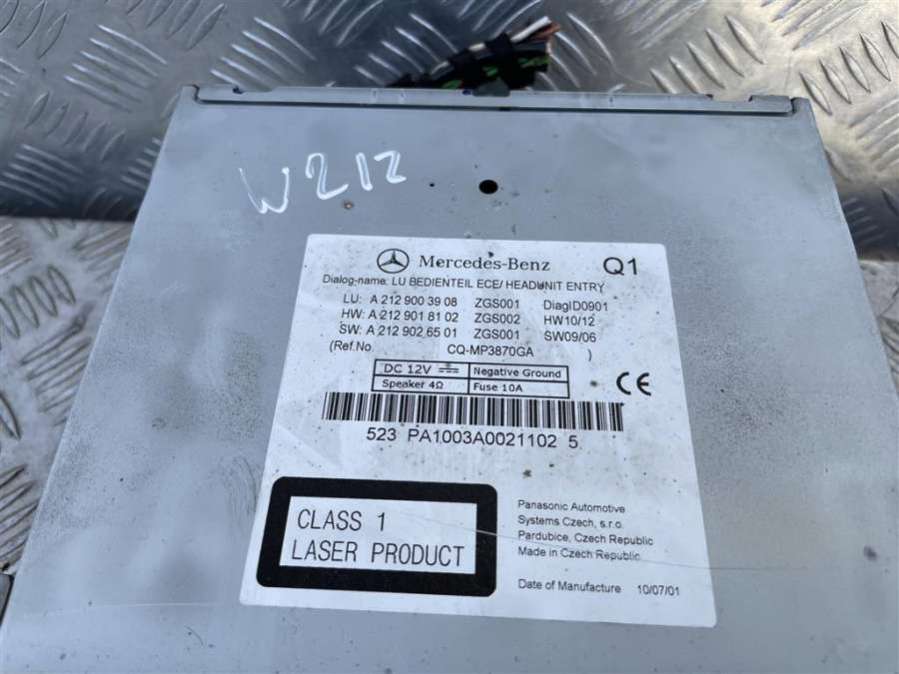 W212
Mercedes-Benz Q1
Dialog-name: LU BEDIENTEIL ECE/ HEADUNIT ENTRY
LU: A 212 900 39 08 ZGS001 DiagID0901
HW: A 212 901 81 02 ZGS002 HW10/12
SW: A 212 902 65 01 ZGS001 SW09/06
(Ref.No. CQ-MP3870GA )
DC 12V Negative Ground
Speaker 4Ω Fuse 10A
CE
523 PA1003A0021102 5
CLASS 1
LASER PRODUCT
Panasonic Automotive
Systems Czech, s.r.o.
Pardubice, Czech Republic
Made in Czech Republic
Date of Manufacture 10/07/01